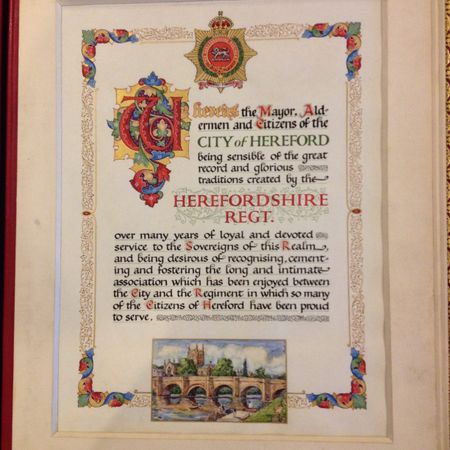 Whereas the Mayor, Ald-
ermen and Citizens of the
CITY of HEREFORD
being sensible of the great
record and glorious
traditions created by the
HEREFORDSHIRE
REGT.
over many years of loyal and devoted
service to the Sovereigns of this Realm
and being desirous of recognising, cement-
ing and fostering the long and intimate
association which has been enjoyed between
the City and the Regiment in which so many
of the Citizens of Hereford have been proud
to serve.